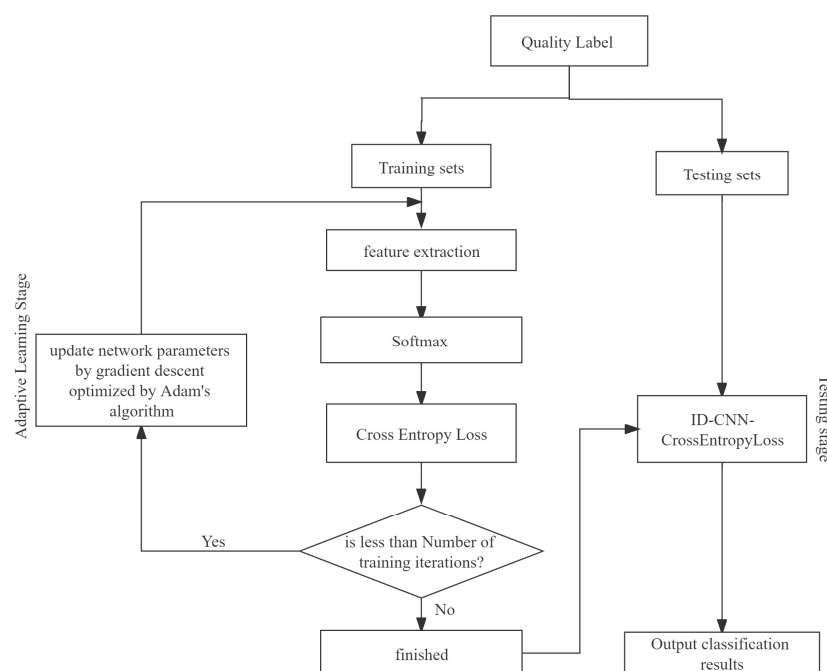 Quality Label
Training sets
Testing sets
feature extraction
Adaptive Learning Stage
update network parameters
by gradient descent
optimized by Adam's
algorithm
Softmax
Cross Entropy Loss
ID-CNN-
CrossEntropyLoss
Testing stage
Yes
is less than Number of
training iterations?
No
finished
Output classification
results